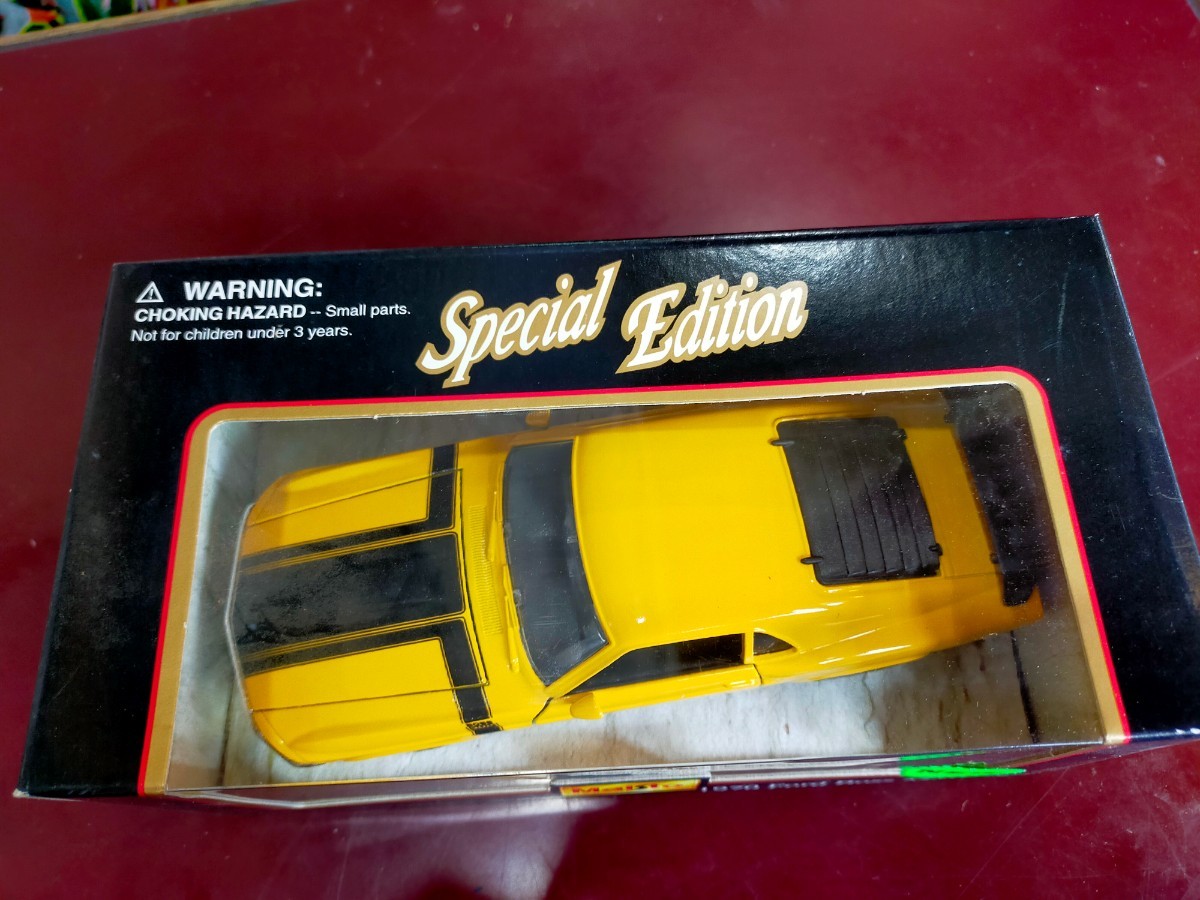 WARNING:
CHOKING HAZARD -- Small parts.
Not for children under 3 years.
Special Edition